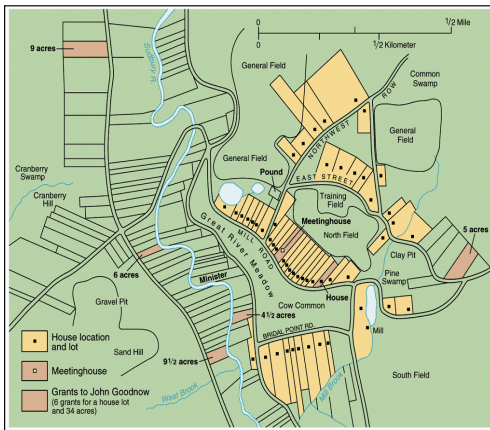 0
1/2 Mile
0
1/2 Kilometer
9 acres
Sudbury R.
General Field
Common
Swamp
NORTHWEST ROW
General
Field
General Field
Pound
EAST STREET
Cranberry
Swamp
Cranberry
Hill
Training
Field
Meetinghouse
North Field
5 acres
MILL ROAD
Great River Meadow
Clay Pit
6 acres
Minister
Pine
Swamp
House
Gravel Pit
Cow Common
4 1/2 acres
BRIDAL POINT RD.
Mill
Sand Hill
9 1/2 acres
West Brook
Mill Brook
South Field
House location
and lot
Meetinghouse
Grants to John Goodnow
(6 grants for a house lot
and 34 acres)